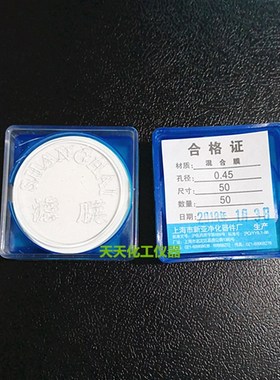 SHANGHAI
滤膜
合格证
材质: 混合膜
孔径: 0.45
尺寸: 50
数量: 50
日期:
上海市新亚净化器件厂 生产
天天化工仪器